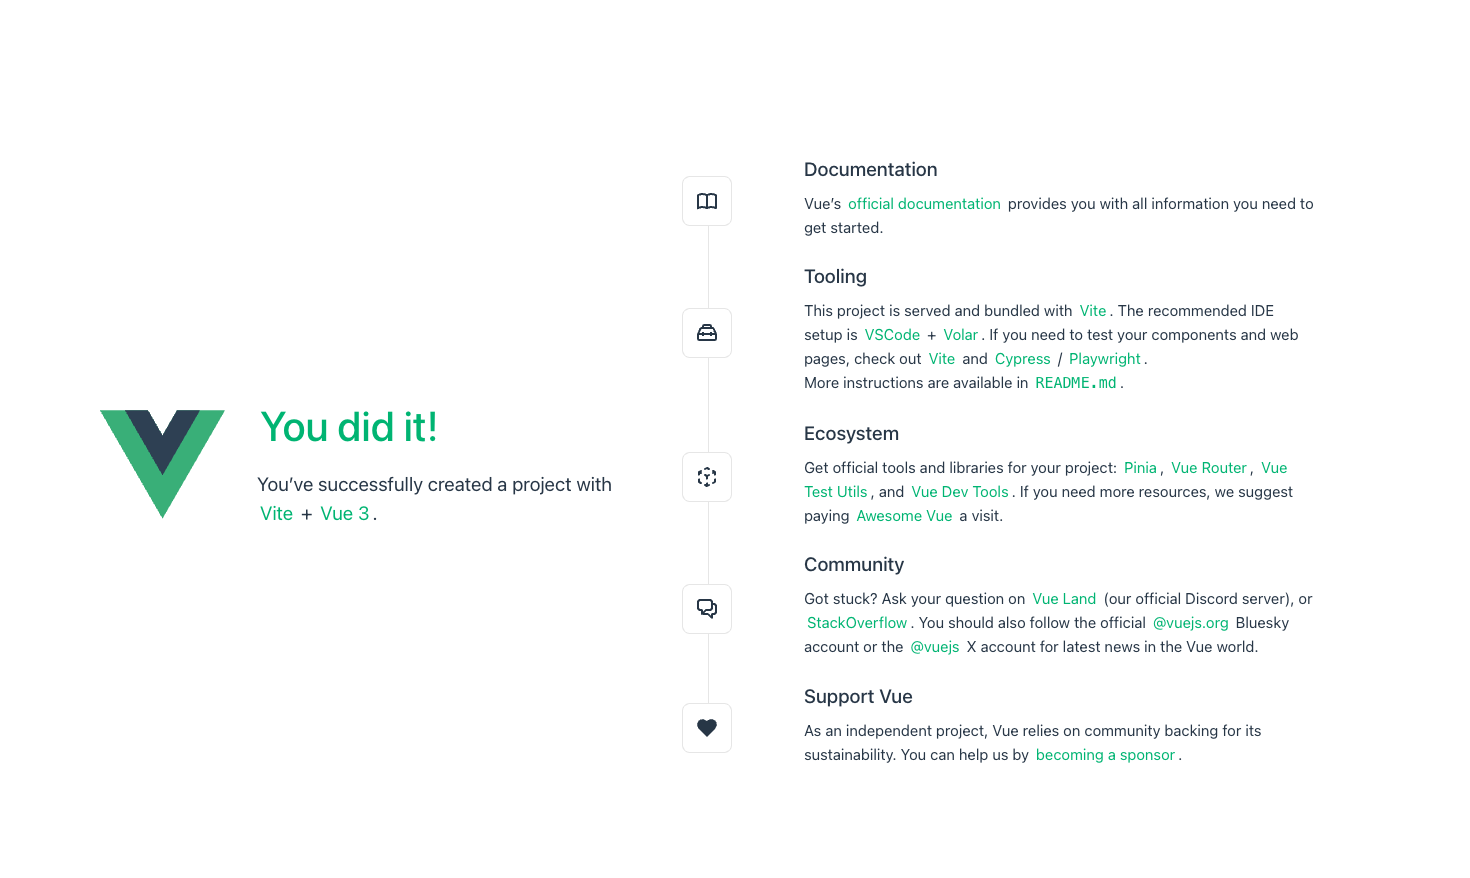 You did it!
You’ve successfully created a project with
Vite + Vue 3.
Documentation
Vue’s official documentation provides you with all information you need to
get started.
Tooling
This project is served and bundled with Vite. The recommended IDE
setup is VSCode + Volar. If you need to test your components and web
pages, check out Vite and Cypress / Playwright.
More instructions are available in README.md.
Ecosystem
Get official tools and libraries for your project: Pinia, Vue Router, Vue
Test Utils, and Vue Dev Tools. If you need more resources, we suggest
paying Awesome Vue a visit.
Community
Got stuck? Ask your question on Vue Land (our official Discord server), or
StackOverflow. You should also follow the official @vuejs.org Bluesky
account or the @vuejs X account for latest news in the Vue world.
Support Vue
As an independent project, Vue relies on community backing for its
sustainability. You can help us by becoming a sponsor.